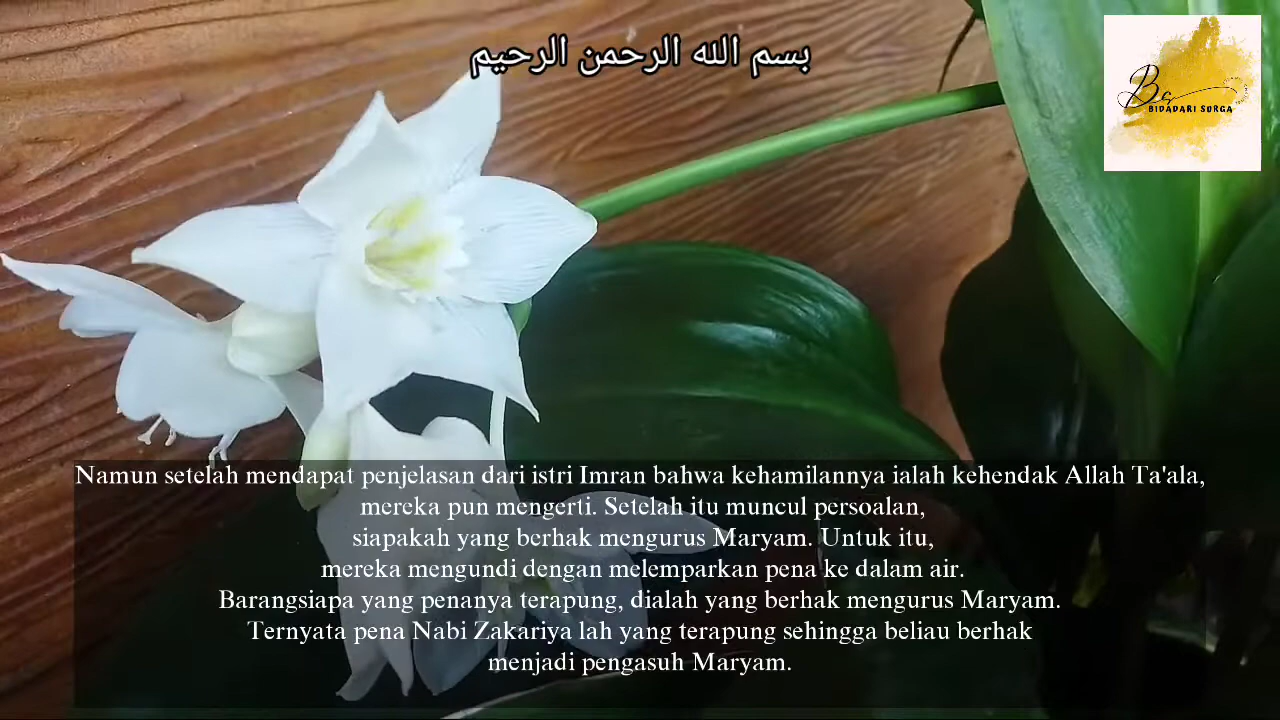 بسم الله الرحمن الرحيم
Bs
BIDADARI SURGA
Namun setelah mendapat penjelasan dari istri Imran bahwa kehamilannya ialah kehendak Allah Ta'ala,
mereka pun mengerti. Setelah itu muncul persoalan,
siapakah yang berhak mengurus Maryam. Untuk itu,
mereka mengundi dengan melemparkan pena ke dalam air.
Barangsiapa yang penanya terapung, dialah yang berhak mengurus Maryam.
Ternyata pena Nabi Zakariya lah yang terapung sehingga beliau berhak
menjadi pengasuh Maryam.